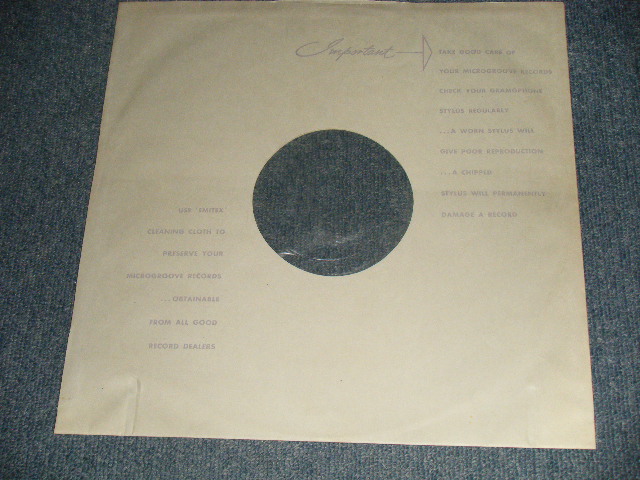 Important
TAKE GOOD CARE OF
YOUR MICROGROOVE RECORDS
CHECK YOUR GRAMOPHONE
STYLUS REGULARLY
...A WORN STYLUS WILL
GIVE POOR REPRODUCTION
...A CHIPPED
STYLUS WILL PERMANENTLY
DAMAGE A RECORD
USE 'EMITEX'
CLEANING CLOTH TO
PRESERVE YOUR
MICROGROOVE RECORDS
...OBTAINABLE
FROM ALL GOOD
RECORD DEALERS